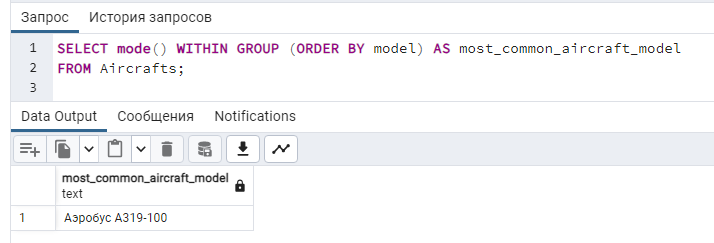 Запрос История запросов
1 SELECT mode() WITHIN GROUP (ORDER BY model) AS most_common_aircraft_model
2 FROM Aircrafts;
3
Data Output Сообщения Notifications
most_common_aircraft_model
text
1 Аэробус A319-100